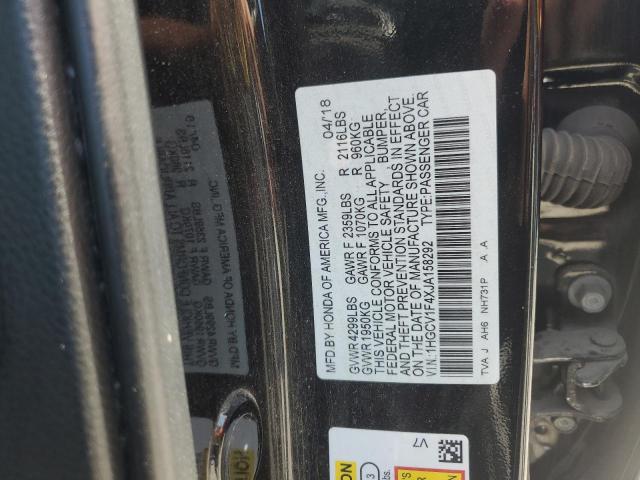 MFD.BY HONDA OF AMERICA MFG.,INC. 04/18
GVWR 4299LBS GAWR F 2359LBS R 2116LBS
GVWR 1950KG GAWR F 1070KG R 960KG
THIS VEHICLE CONFORMS TO ALL APPLICABLE
FEDERAL MOTOR VEHICLE SAFETY BUMPER,
AND THEFT PREVENTION STANDARDS IN EFFECT
ON THE DATE OF MANUFACTURE SHOWN ABOVE.
V.I.N.:1HGCV1F4XJA158292 TYPE:PASSENGER CAR
TVA J AH6 NH731P A A
V7
3